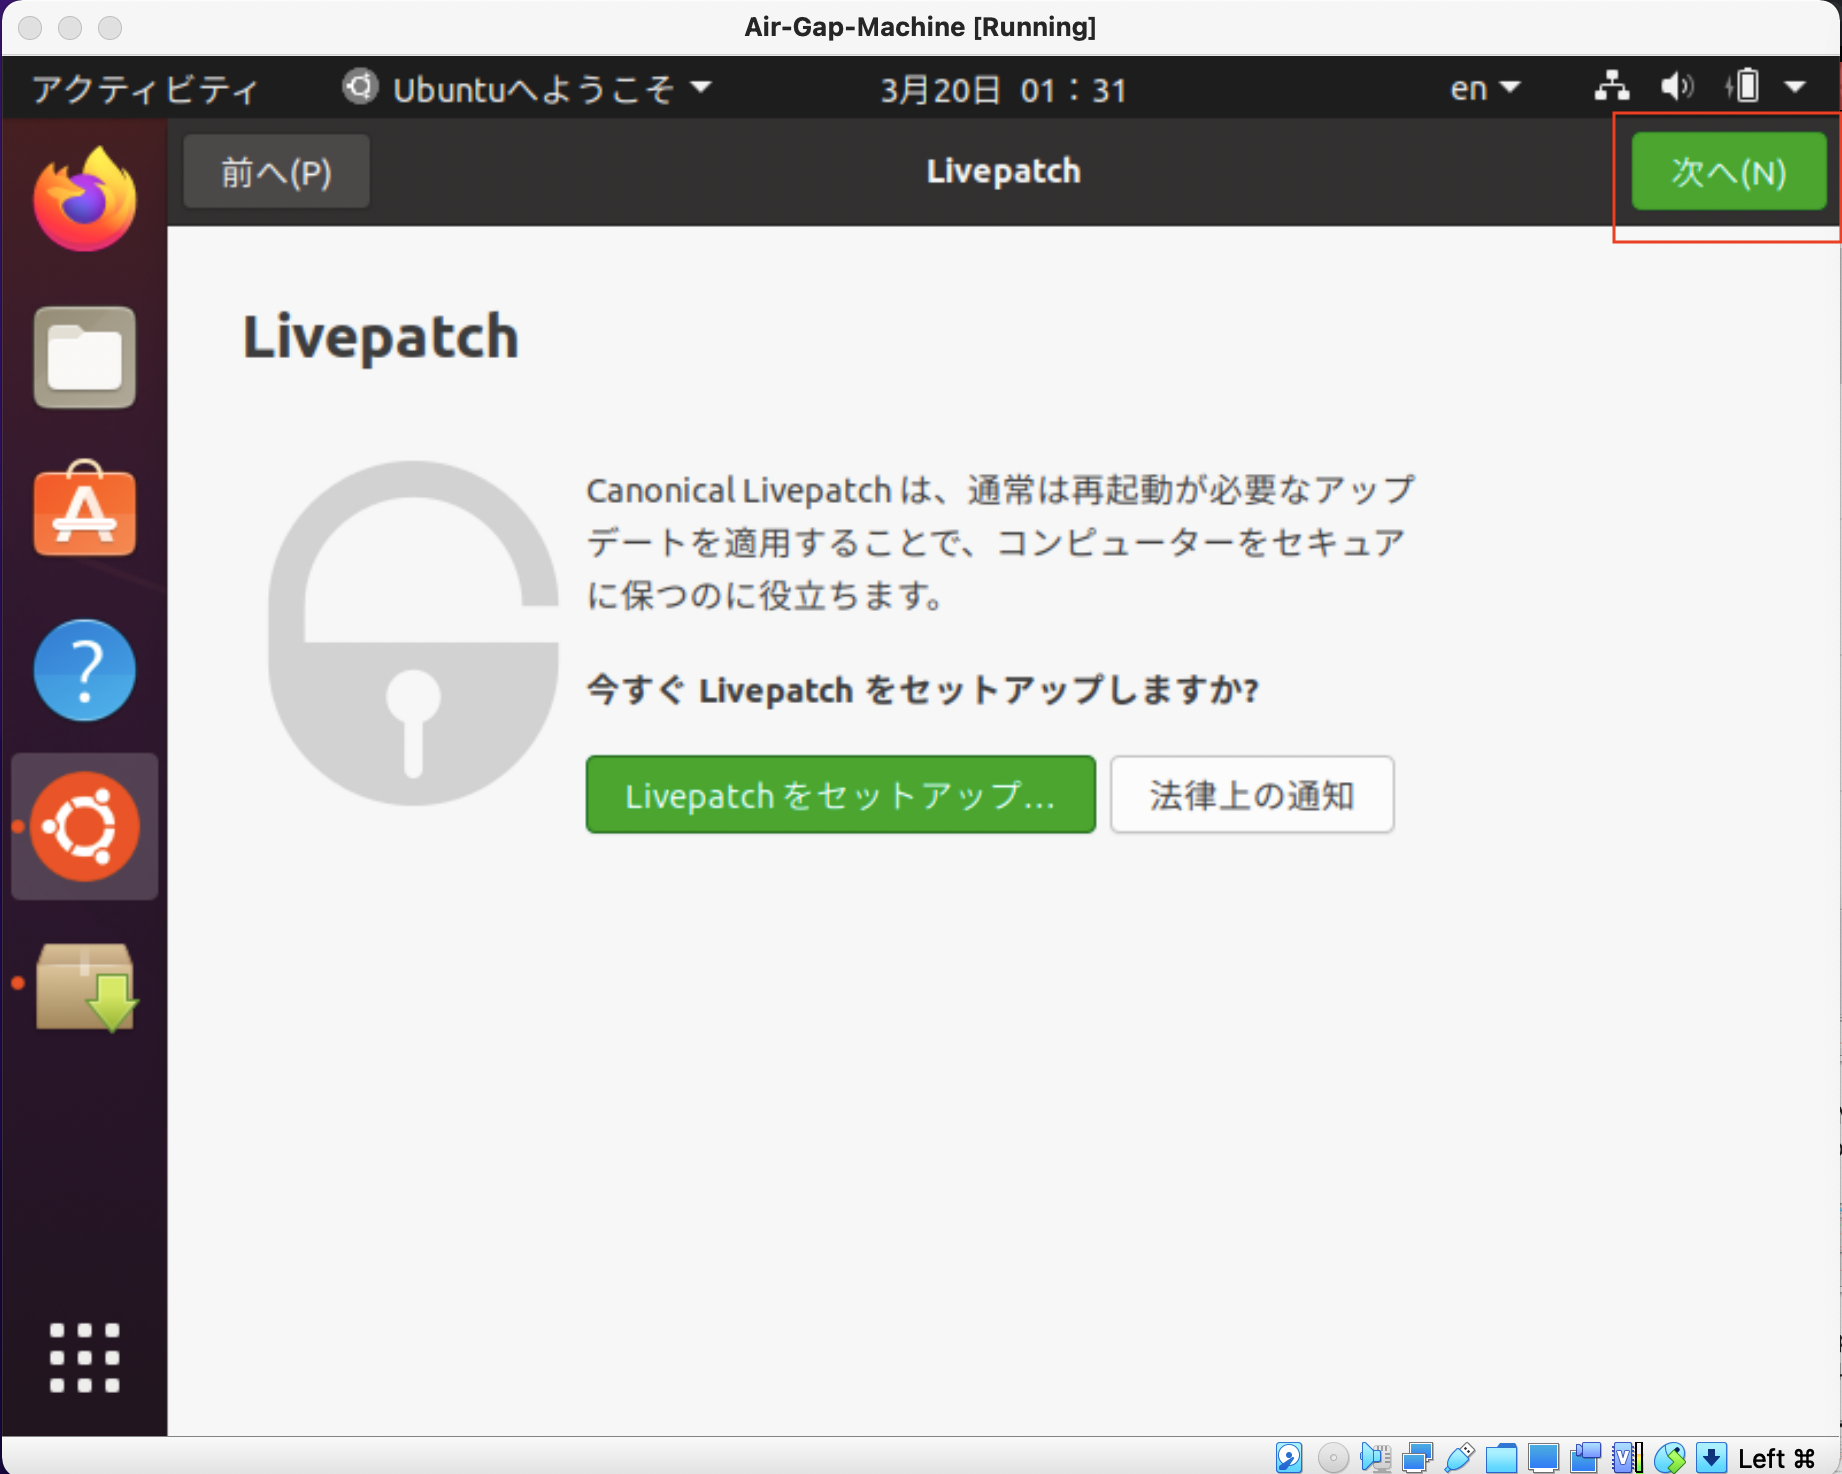 Air-Gap-Machine [Running]
アクティビティ Ubuntuへようこそ 3月20日 01：31 en
前へ(P) Livepatch 次へ(N)
Livepatch
Canonical Livepatch は、通常は再起動が必要なアップ
デートを適用することで、コンピューターをセキュア
に保つのに役立ちます。
今すぐ Livepatch をセットアップしますか?
Livepatch をセットアップ... 法律上の通知
Left ⌘